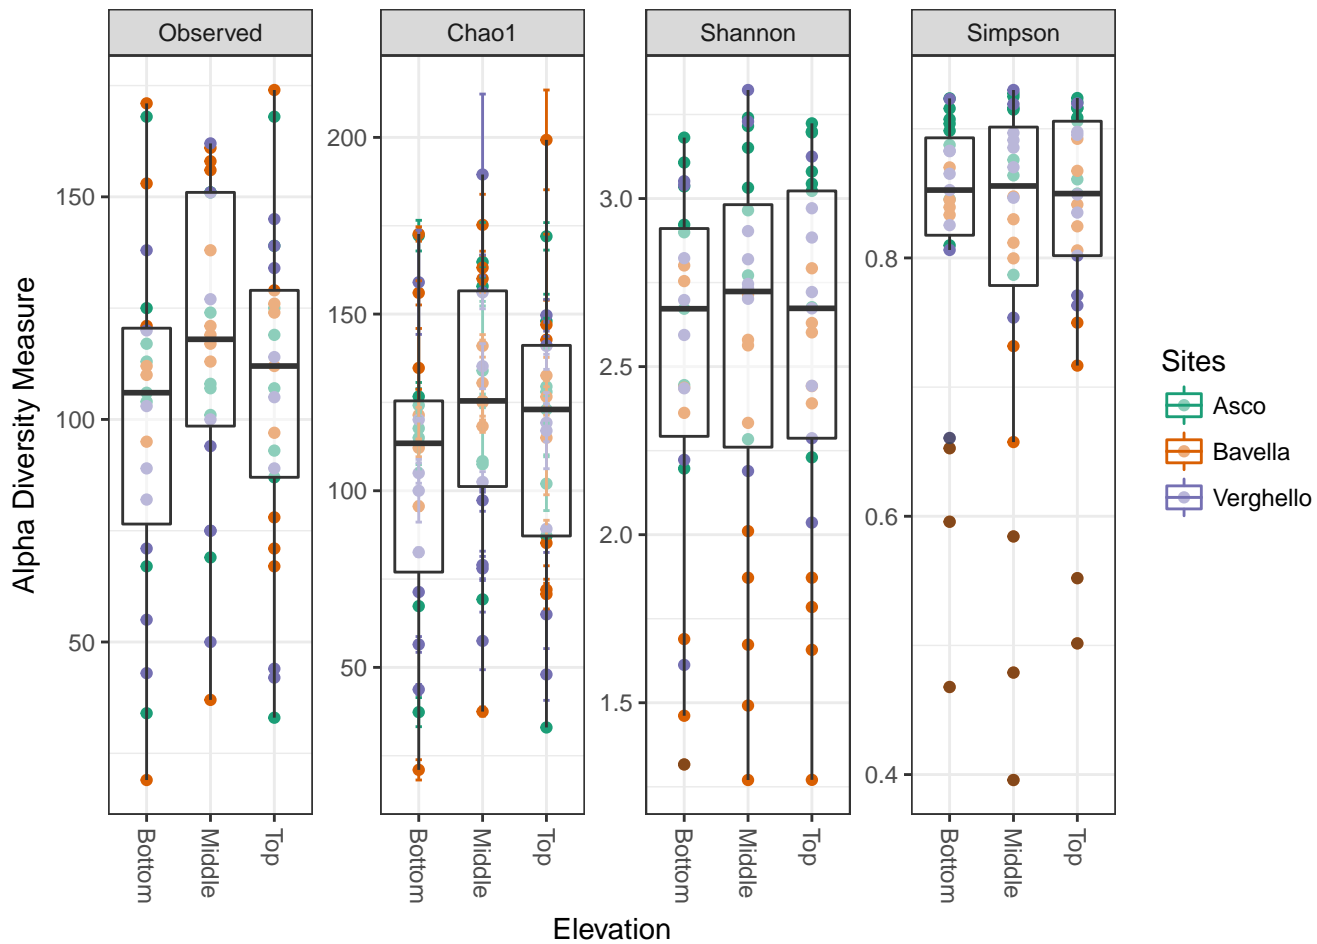 Observed
Chao1
Shannon
Simpson
Alpha Diversity Measure
150
100
50
200
150
100
50
3.0
2.5
2.0
1.5
0.8
0.6
0.4
Bottom
Middle
Top
Bottom
Middle
Top
Bottom
Middle
Top
Bottom
Middle
Top
Elevation
Sites
Asco
Bavella
Verghello